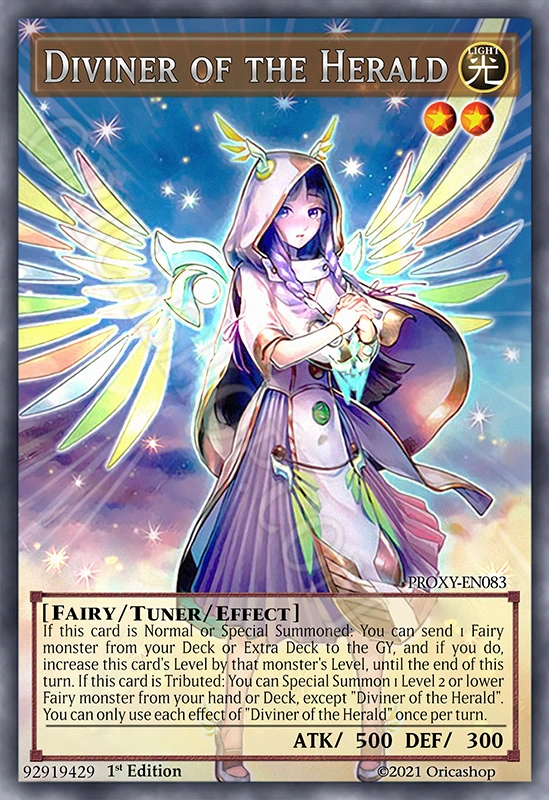 DIVINER OF THE HERALD
LIGHT
光
PROXY-EN083
[FAIRY/TUNER/EFFECT]
If this card is Normal or Special Summoned: You can send 1 Fairy
monster from your Deck or Extra Deck to the GY, and if you do,
increase this card's Level by that monster's Level, until the end of this
turn. If this card is Tributed: You can Special Summon 1 Level 2 or lower
Fairy monster from your hand or Deck, except "Diviner of the Herald".
You can only use each effect of "Diviner of the Herald" once per turn.
ATK/ 500 DEF/ 300
92919429 1st Edition ©2021 Oricashop